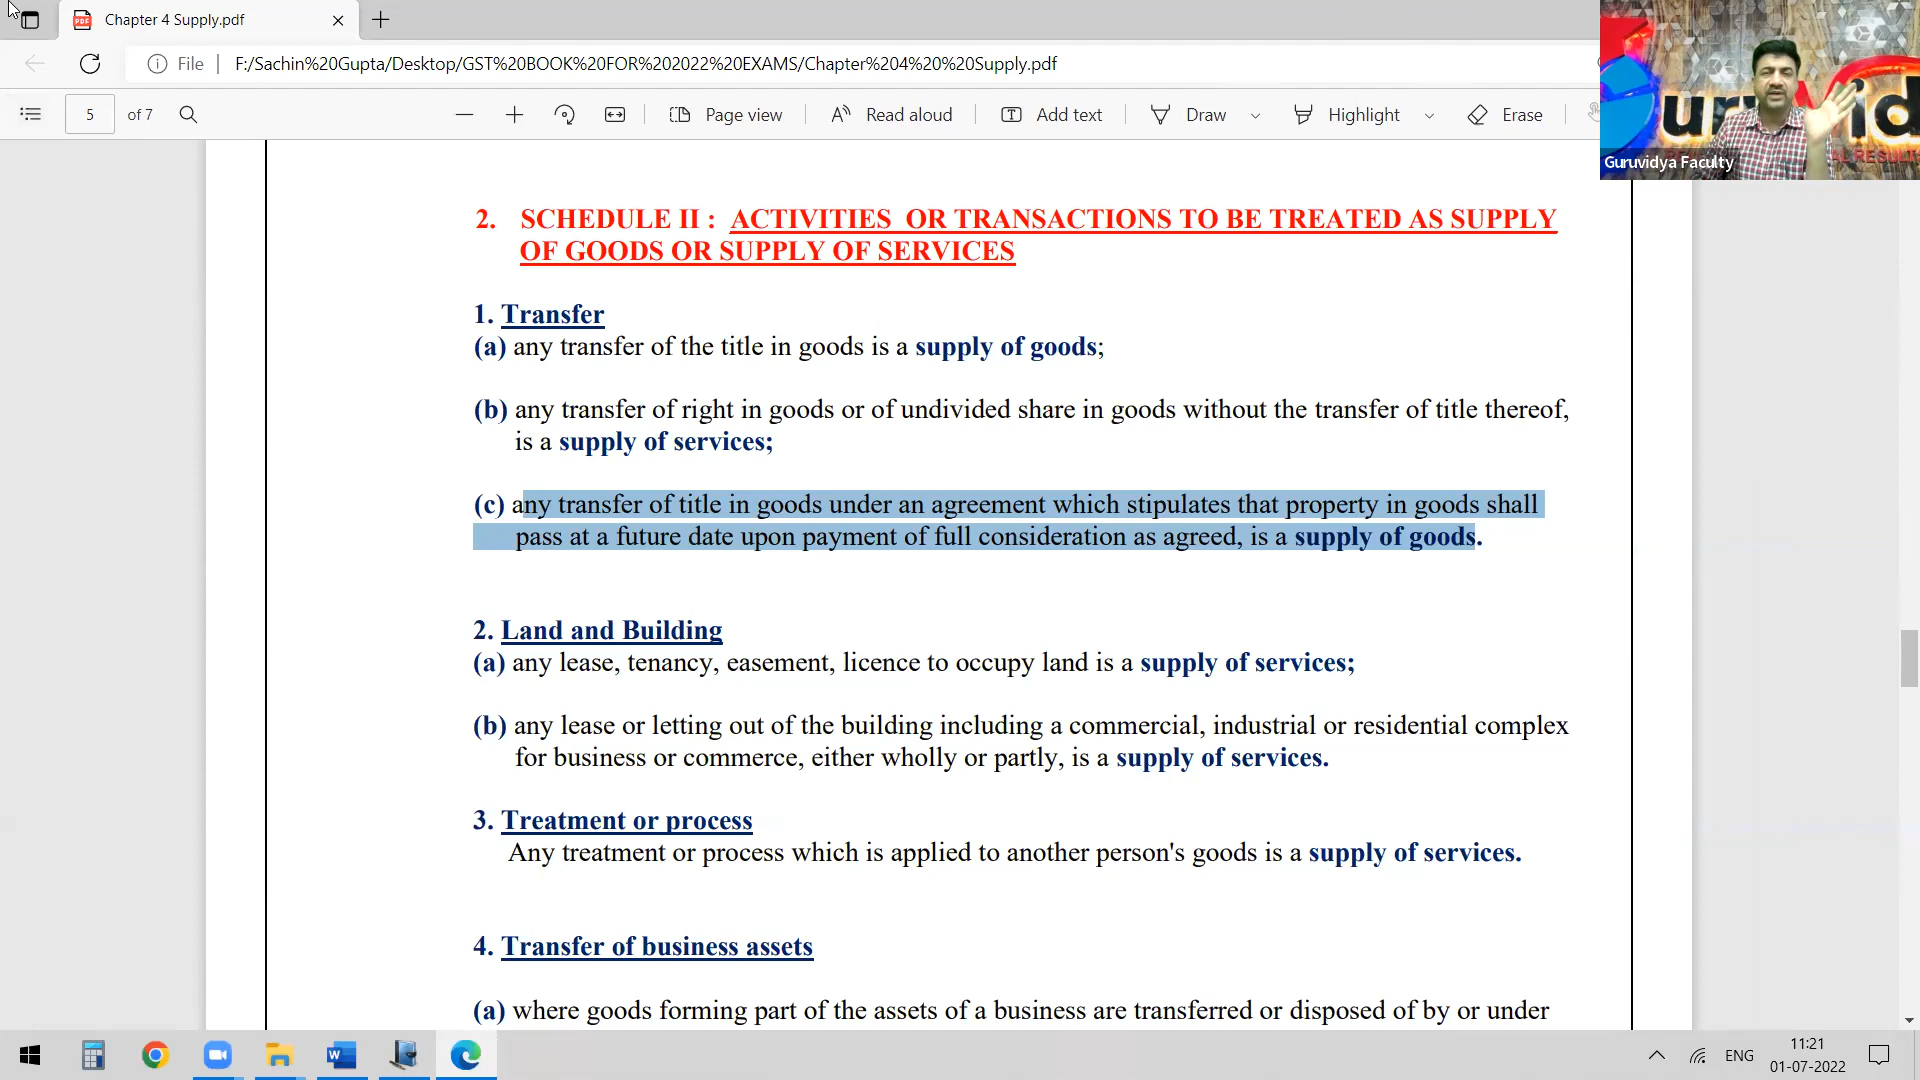 Chapter 4 Supply.pdf
File
F:/Sachin%20Gupta/Desktop/GST%20BOOK%20FOR%202022%20EXAMS/Chapter%204%20%20Supply.pdf
5 of 7
Page view
Read aloud
Add text
Draw
Highlight
Erase
Guruvidya Faculty
2. SCHEDULE II : ACTIVITIES OR TRANSACTIONS TO BE TREATED AS SUPPLY
OF GOODS OR SUPPLY OF SERVICES
1. Transfer
(a) any transfer of the title in goods is a supply of goods;
(b) any transfer of right in goods or of undivided share in goods without the transfer of title thereof,
is a supply of services;
(c) any transfer of title in goods under an agreement which stipulates that property in goods shall
pass at a future date upon payment of full consideration as agreed, is a supply of goods.
2. Land and Building
(a) any lease, tenancy, easement, licence to occupy land is a supply of services;
(b) any lease or letting out of the building including a commercial, industrial or residential complex
for business or commerce, either wholly or partly, is a supply of services.
3. Treatment or process
Any treatment or process which is applied to another person's goods is a supply of services.
4. Transfer of business assets
(a) where goods forming part of the assets of a business are transferred or disposed of by or under
ENG
11:21
01-07-2022